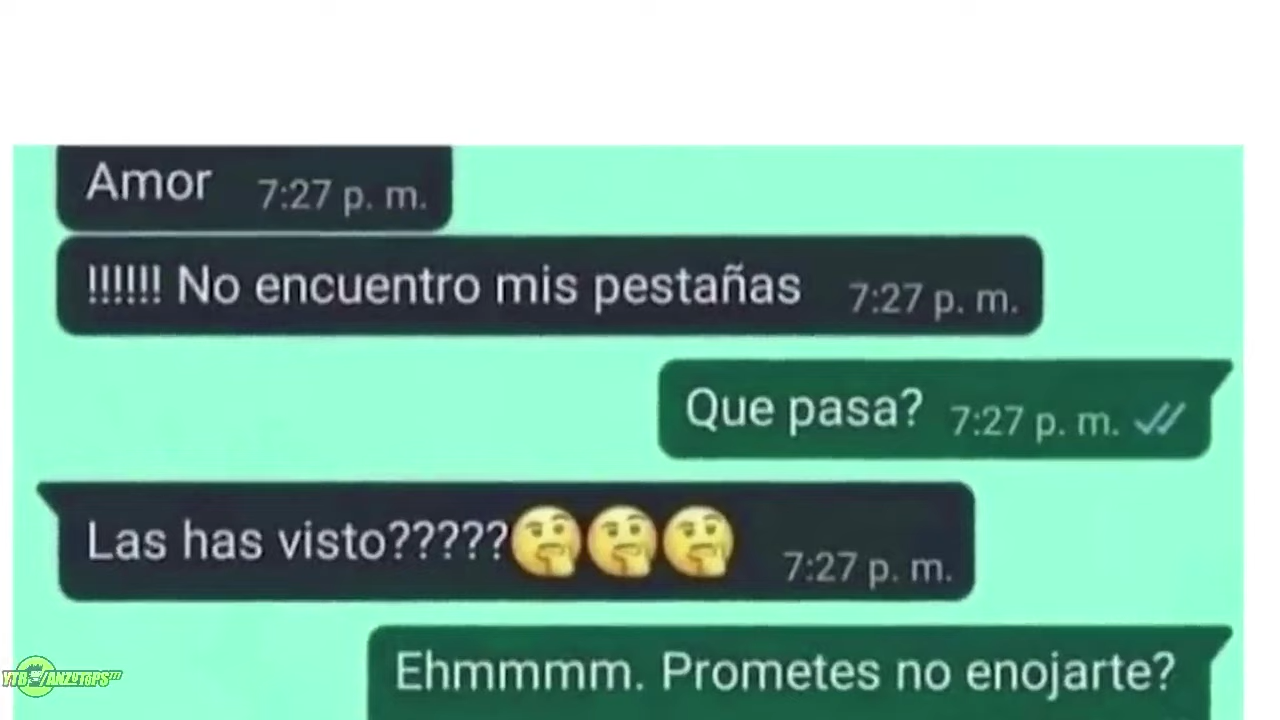 Amor 7:27 p. m.
!!!!!! No encuentro mis pestañas 7:27 p. m.
Que pasa? 7:27 p. m.
Las has visto?????🤔🤔🤔 7:27 p. m.
Ehmmmm. Prometes no enojarte?